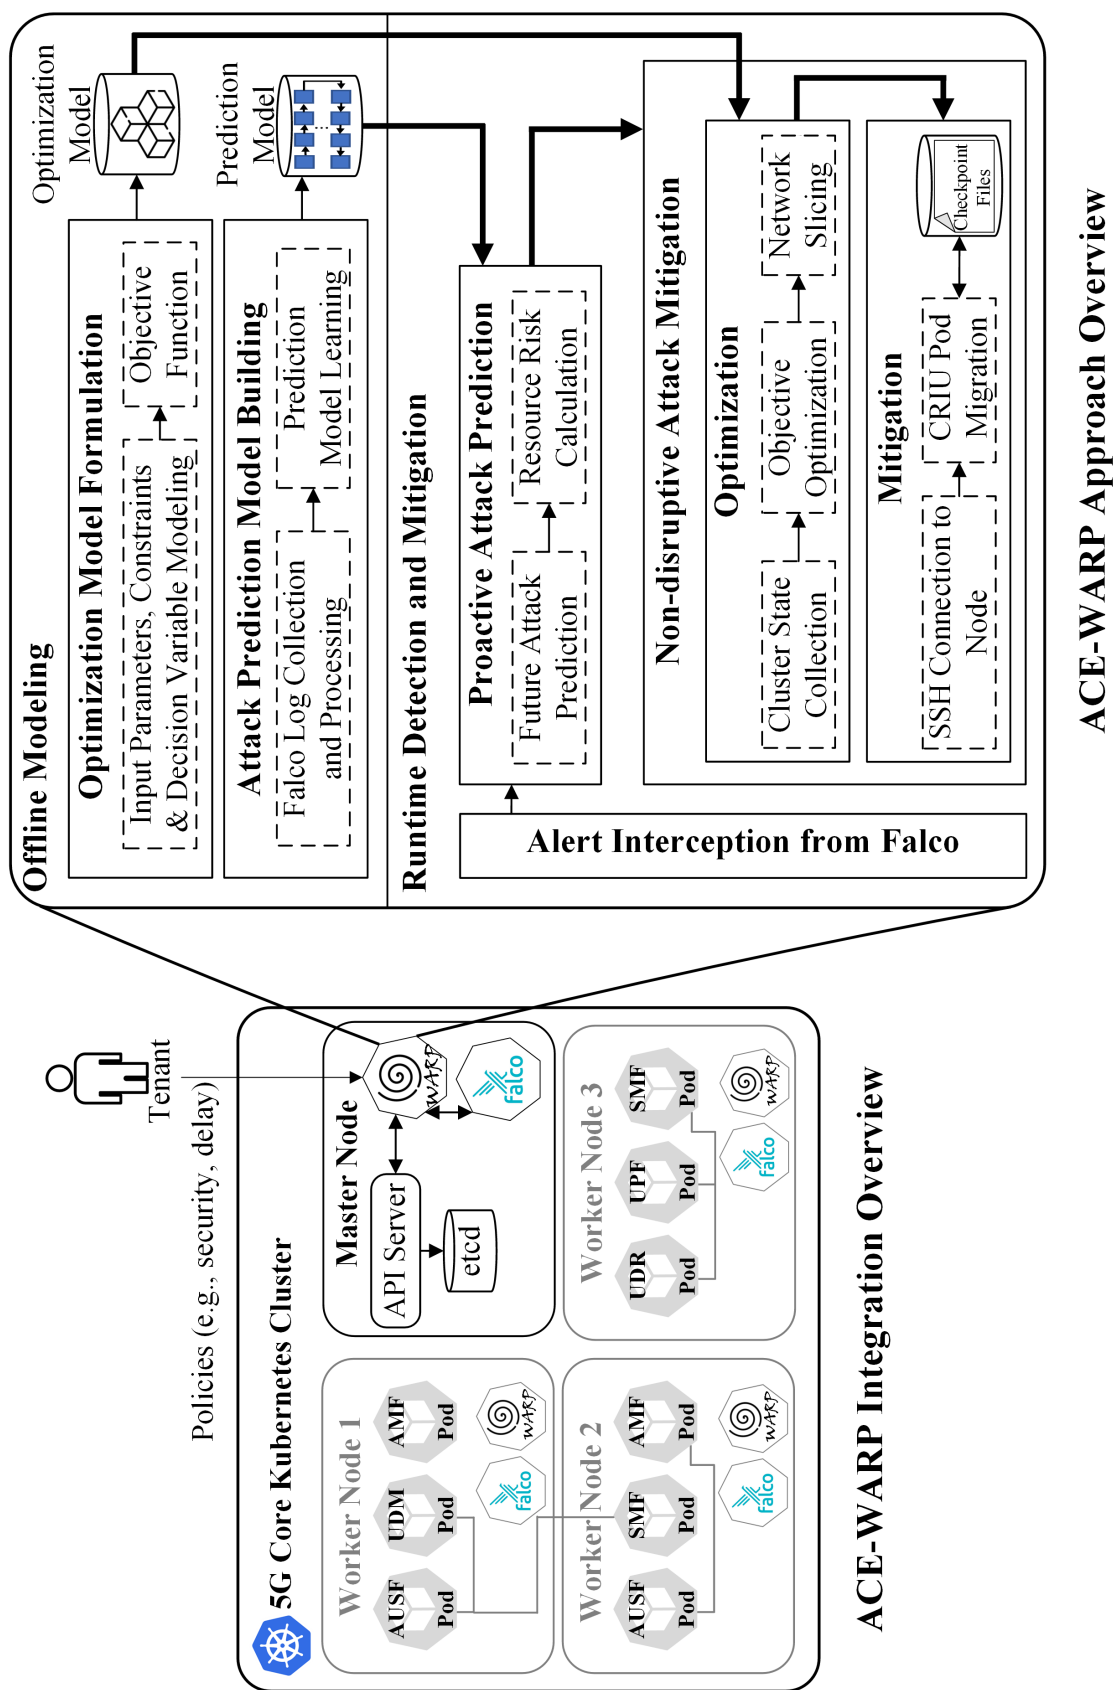 Tenant
Policies (e.g., security, delay)
5G Core Kubernetes Cluster
Worker Node 1
AUSF
Pod
UDM
Pod
AMF
Pod
falco
WARP
Master Node
API Server
etcd
WARP
falco
Worker Node 2
AUSF
Pod
SMF
Pod
AMF
Pod
falco
WARP
Worker Node 3
UDR
Pod
UPF
Pod
SMF
Pod
falco
WARP
ACE-WARP Integration Overview
Offline Modeling
Optimization Model Formulation
Input Parameters, Constraints
& Decision Variable Modeling
Objective
Function
Optimization
Model
Attack Prediction Model Building
Falco Log Collection
and Processing
Prediction
Model Learning
Prediction
Model
Runtime Detection and Mitigation
Alert Interception from Falco
Proactive Attack Prediction
Future Attack
Prediction
Resource Risk
Calculation
Non-disruptive Attack Mitigation
Optimization
Cluster State
Collection
Objective
Optimization
Network
Slicing
Mitigation
SSH Connection to
Node
CRIU Pod
Migration
Checkpoint
Files
ACE-WARP Approach Overview